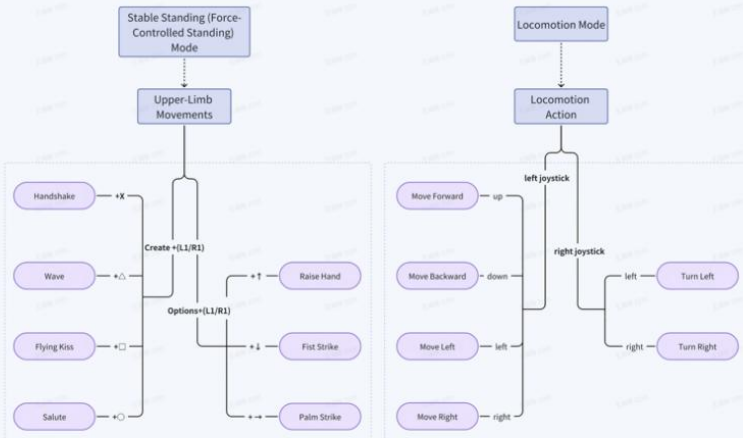 Stable Standing (Force-
Controlled Standing)
Mode
Upper-Limb
Movements
Handshake
+X
Wave
+△
Flying Kiss
+□
Salute
+○
Create +(L1/R1)
Options+(L1/R1)
+↑
Raise Hand
+↓
Fist Strike
+→
Palm Strike
Locomotion Mode
Locomotion
Action
left joystick
right joystick
Move Forward
up
Move Backward
down
Move Left
left
Move Right
right
left
Turn Left
right
Turn Right